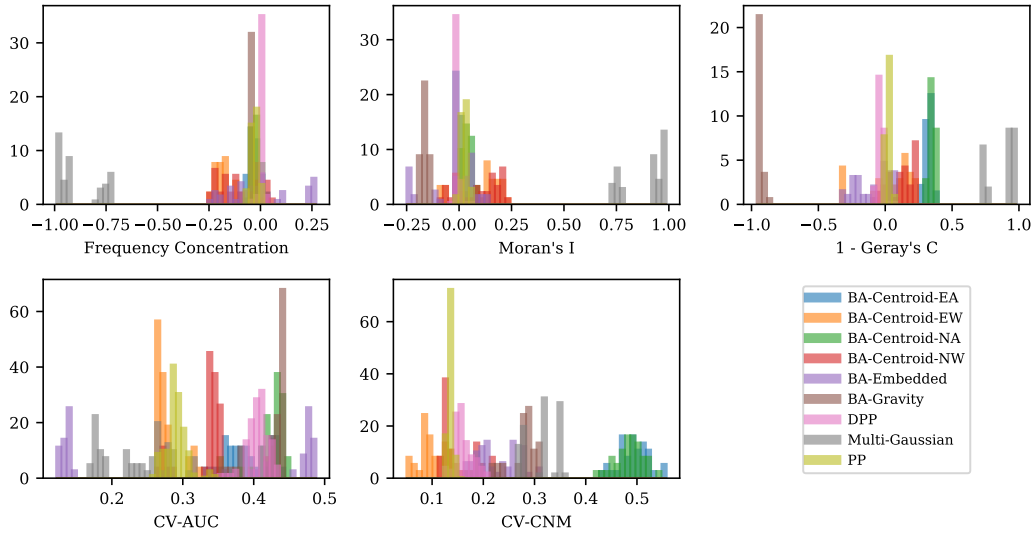 30
20
10
0
−1.00 −0.75 −0.50 −0.25 0.00 0.25
Frequency Concentration
30
20
10
0
−0.25 0.00 0.25 0.50 0.75 1.00
Moran's I
20
15
10
5
0
−1.0 −0.5 0.0 0.5 1.0
1 - Geray's C
60
40
20
0
0.2 0.3 0.4 0.5
CV-AUC
60
40
20
0
0.1 0.2 0.3 0.4 0.5
CV-CNM
BA-Centroid-EA
BA-Centroid-EW
BA-Centroid-NA
BA-Centroid-NW
BA-Embedded
BA-Gravity
DPP
Multi-Gaussian
PP